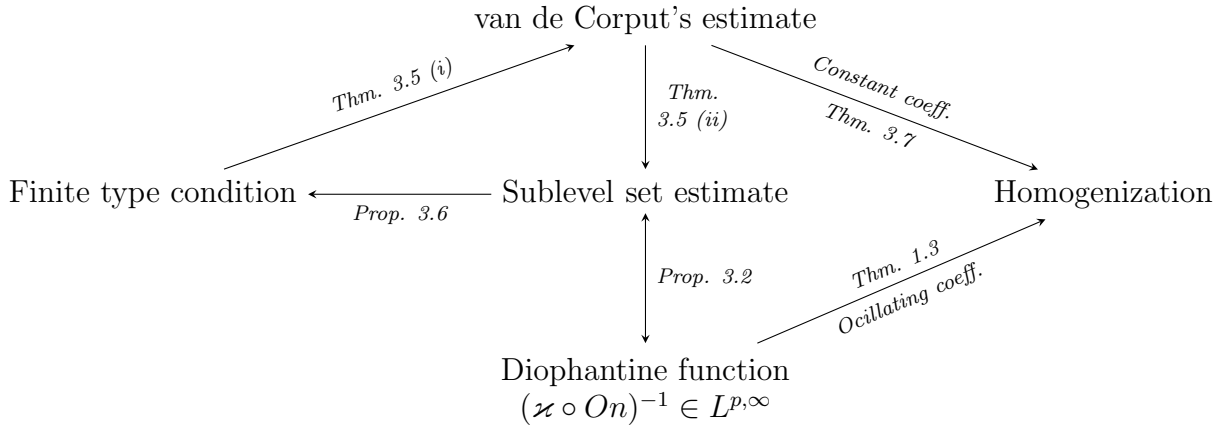 van de Corput's estimate
Thm. 3.5 (i)
Thm.
3.5 (ii)
Constant coeff.
Thm. 3.7
Finite type condition
Sublevel set estimate
Homogenization
Prop. 3.6
Prop. 3.2
Thm. 1.3
Ocillating coeff.
Diophantine function
(ϰ ∘ On)⁻¹ ∈ Lᵖ,∞